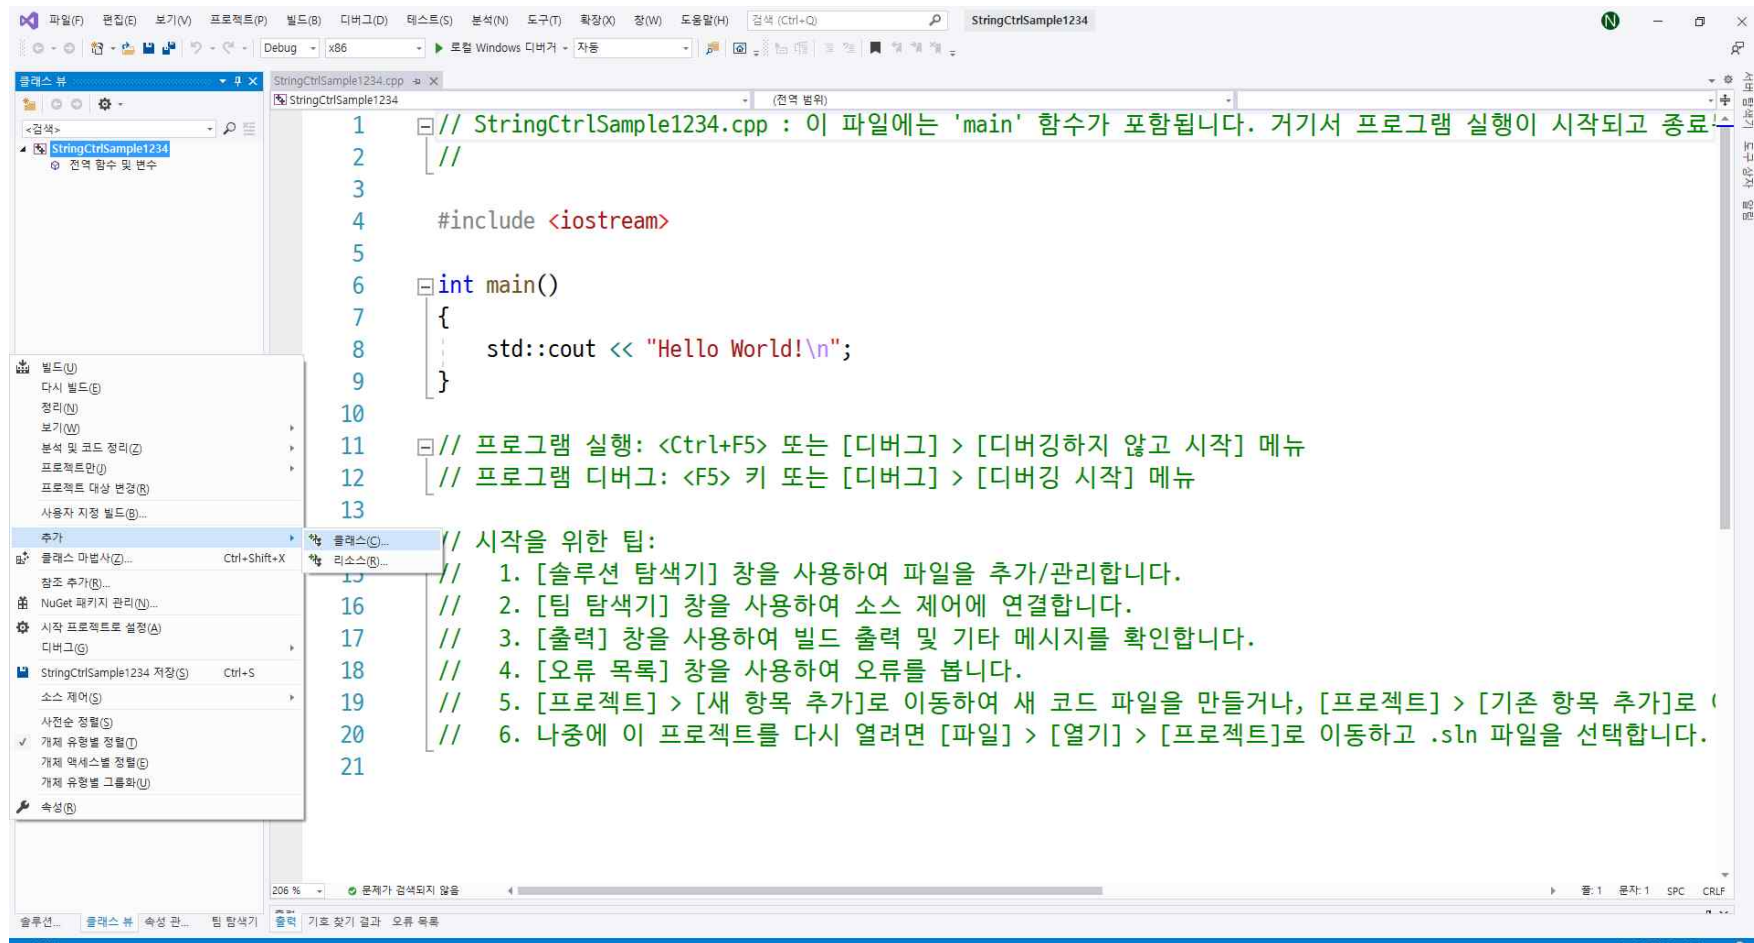 파일(F) 편집(E) 보기(V) 프로젝트(P) 빌드(B) 디버그(D) 테스트(S) 분석(N) 도구(T) 확장(X) 창(W) 도움말(H) 검색 (Ctrl+Q) StringCtrlSample1234 N
Debug x86 로컬 Windows 디버거 자동
클래스 뷰
StringCtrlSample1234.cpp
StringCtrlSample1234 (전역 범위)
<검색>
StringCtrlSample1234
전역 함수 및 변수
1 // StringCtrlSample1234.cpp : 이 파일에는 'main' 함수가 포함됩니다. 거기서 프로그램 실행이 시작되고 종료
2 //
3
4 #include <iostream>
5
6 int main()
7 {
8 std::cout << "Hello World!\n";
9 }
10
11 // 프로그램 실행: <Ctrl+F5> 또는 [디버그] > [디버깅하지 않고 시작] 메뉴
12 // 프로그램 디버그: <F5> 키 또는 [디버그] > [디버깅 시작] 메뉴
13
// 시작을 위한 팁:
15 // 1. [솔루션 탐색기] 창을 사용하여 파일을 추가/관리합니다.
16 // 2. [팀 탐색기] 창을 사용하여 소스 제어에 연결합니다.
17 // 3. [출력] 창을 사용하여 빌드 출력 및 기타 메시지를 확인합니다.
18 // 4. [오류 목록] 창을 사용하여 오류를 봅니다.
19 // 5. [프로젝트] > [새 항목 추가]로 이동하여 새 코드 파일을 만들거나, [프로젝트] > [기존 항목 추가]로
20 // 6. 나중에 이 프로젝트를 다시 열려면 [파일] > [열기] > [프로젝트]로 이동하고 .sln 파일을 선택합니다.
21
빌드(U)
다시 빌드(E)
정리(N)
보기(W)
분석 및 코드 정리(Z)
프로젝트만(J)
프로젝트 대상 변경(R)
사용자 지정 빌드(B)...
추가
클래스(C)...
리소스(R)...
클래스 마법사(Z)... Ctrl+Shift+X
참조 추가(R)...
NuGet 패키지 관리(N)...
시작 프로젝트로 설정(A)
디버그(G)
StringCtrlSample1234 저장(S) Ctrl+S
소스 제어(S)
사전순 정렬(S)
개체 유형별 정렬(T)
개체 액세스별 정렬(E)
개체 유형별 그룹화(U)
속성(R)
서버 탐색기 도구 상자 알림
206 % 문제가 검색되지 않음 줄: 1 문자: 1 SPC CRLF
솔루션... 클래스 뷰 속성 관... 팀 탐색기 출력 기호 찾기 결과 오류 목록